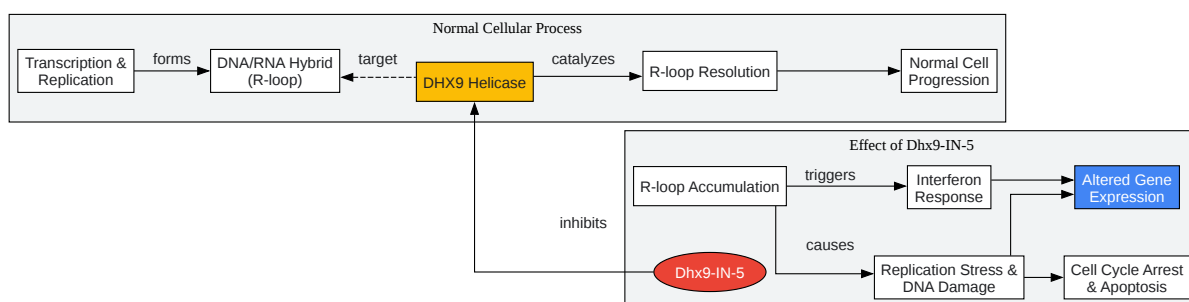 Normal Cellular Process
Transcription &
Replication
forms
DNA/RNA Hybrid
(R-loop)
target
DHX9 Helicase
catalyzes
R-loop Resolution
Normal Cell
Progression
Effect of Dhx9-IN-5
R-loop Accumulation
triggers
Interferon
Response
Altered Gene
Expression
inhibits
causes
Dhx9-IN-5
Replication Stress &
DNA Damage
Cell Cycle Arrest
& Apoptosis